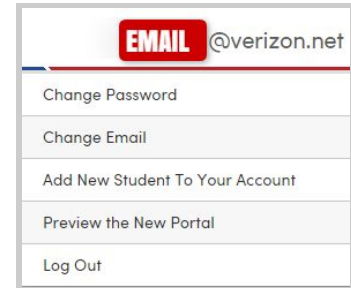 EMAIL @verizon.net
Change Password
Change Email
Add New Student To Your Account
Preview the New Portal
Log Out